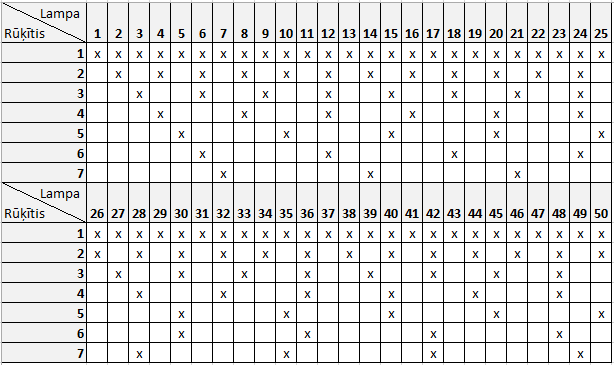 Lampa
Rūķītis 1 2 3 4 5 6 7 8 9 10 11 12 13 14 15 16 17 18 19 20 21 22 23 24 25
1 x x x x x x x x x x x x x x x x x x x x x x x x x
2 x x x x x x x x x x x x
3 x x x x x x x x
4 x x x x x x
5 x x x x x
6 x x x x
7 x x x
Lampa
Rūķītis 26 27 28 29 30 31 32 33 34 35 36 37 38 39 40 41 42 43 44 45 46 47 48 49 50
1 x x x x x x x x x x x x x x x x x x x x x x x x x
2 x x x x x x x x x x x x x
3 x x x x x x x x
4 x x x x x x
5 x x x x x
6 x x x x
7 x x x x